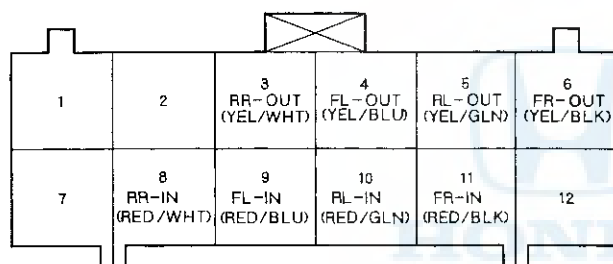 1
2
3
RR-OUT
(YEL/WHT)
4
FL-OUT
(YEL/BLU)
5
RL-OUT
(YEL/GLN)
6
FR-OUT
(YEL/BLK)
7
8
RR-IN
(RED/WHT)
9
FL-IN
(RED/BLU)
10
RL-IN
(RED/GLN)
11
FR-IN
(RED/BLK)
12